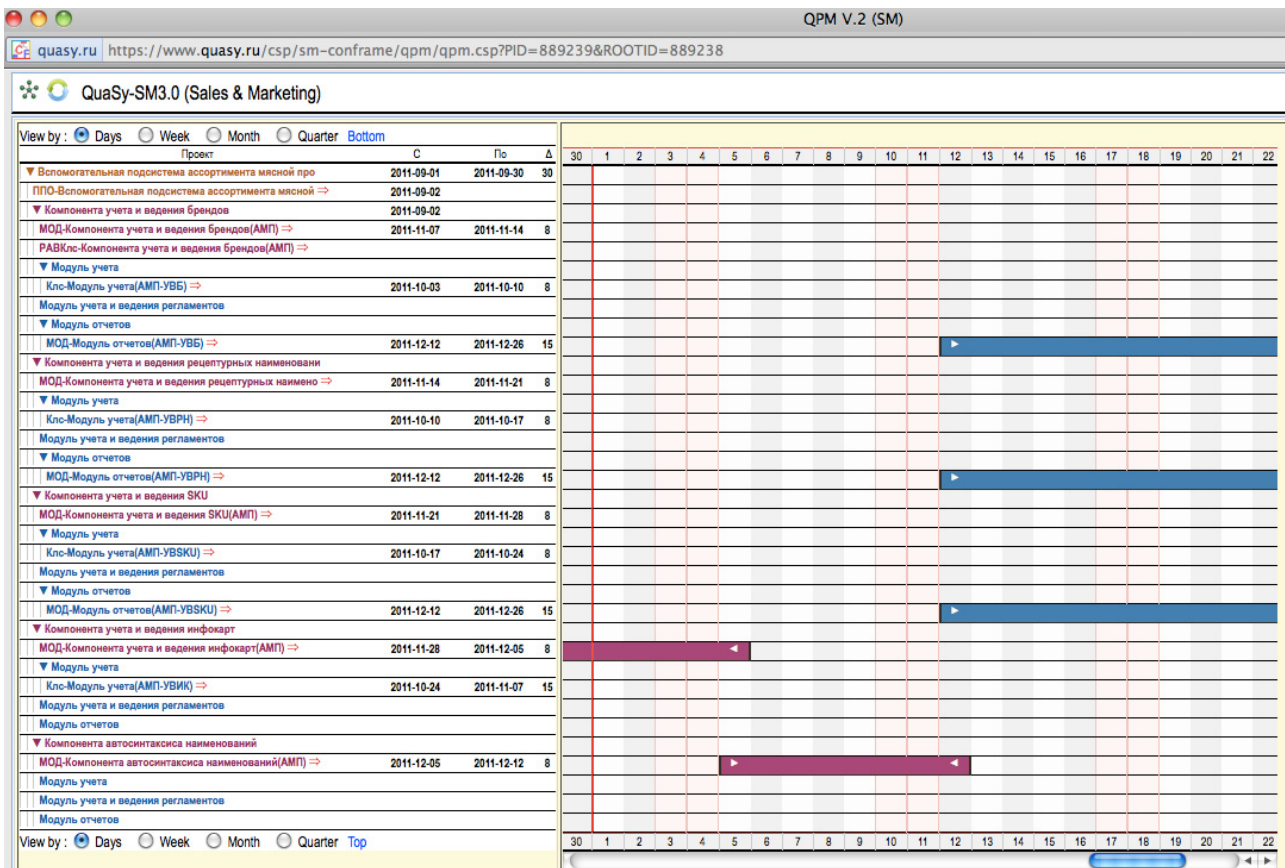 QPM V.2 (SM)
quasy.ru https://www.quasy.ru/csp/sm-conframe/qpm/qpm.csp?PID=889239&ROOTID=889238
QuaSy-SM3.0 (Sales & Marketing)
View by : Days Week Month Quarter Bottom
Проект С По Δ 30 1 2 3 4 5 6 7 8 9 10 11 12 13 14 15 16 17 18 19 20 21 22
▼ Вспомогательная подсистема ассортимента мясной про 2011-09-01 2011-09-30 30
ППО-Вспомогательная подсистема ассортимента мясной ⇒ 2011-09-02
▼ Компонента учета и ведения брендов 2011-09-02
МОД-Компонента учета и ведения брендов(АМП) ⇒ 2011-11-07 2011-11-14 8
РАВКлс-Компонента учета и ведения брендов(АМП) ⇒
▼ Модуль учета
Клс-Модуль учета(АМП-УВБ) ⇒ 2011-10-03 2011-10-10 8
Модуль учета и ведения регламентов
▼ Модуль отчетов
МОД-Модуль отчетов(АМП-УВБ) ⇒ 2011-12-12 2011-12-26 15
▼ Компонента учета и ведения рецептурных наименовани
МОД-Компонента учета и ведения рецептурных наимено ⇒ 2011-11-14 2011-11-21 8
▼ Модуль учета
Клс-Модуль учета(АМП-УВРН) ⇒ 2011-10-10 2011-10-17 8
Модуль учета и ведения регламентов
▼ Модуль отчетов
МОД-Модуль отчетов(АМП-УВРН) ⇒ 2011-12-12 2011-12-26 15
▼ Компонента учета и ведения SKU
МОД-Компонента учета и ведения SKU(АМП) ⇒ 2011-11-21 2011-11-28 8
▼ Модуль учета
Клс-Модуль учета(АМП-УВSKU) ⇒ 2011-10-17 2011-10-24 8
Модуль учета и ведения регламентов
▼ Модуль отчетов
МОД-Модуль отчетов(АМП-УВSKU) ⇒ 2011-12-12 2011-12-26 15
▼ Компонента учета и ведения инфокарт
МОД-Компонента учета и ведения инфокарт(АМП) ⇒ 2011-11-28 2011-12-05 8
▼ Модуль учета
Клс-Модуль учета(АМП-УВИК) ⇒ 2011-10-24 2011-11-07 15
Модуль учета и ведения регламентов
Модуль отчетов
▼ Компонента автосинтаксиса наименований
МОД-Компонента автосинтаксиса наименований(АМП) ⇒ 2011-12-05 2011-12-12 8
Модуль учета
Модуль учета и ведения регламентов
Модуль отчетов
View by : Days Week Month Quarter Top 30 1 2 3 4 5 6 7 8 9 10 11 12 13 14 15 16 17 18 19 20 21 22